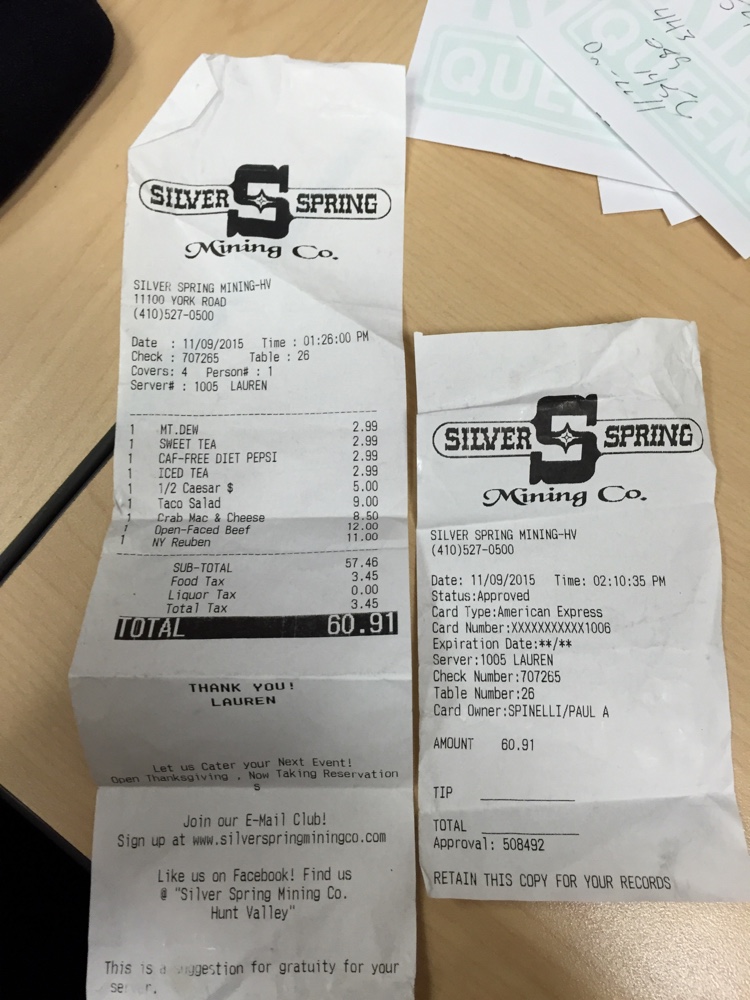 SILVER S SPRING
Mining Co.
SILVER SPRING MINING-HV
11100 YORK ROAD
(410)527-0500
Date : 11/09/2015 Time : 01:26:00 PM
Check : 707265 Table : 26
Covers: 4 Person# : 1
Server# : 1005 LAUREN
1 MT.DEW 2.99
1 SWEET TEA 2.99
1 CAF-FREE DIET PEPSI 2.99
1 ICED TEA 2.99
1 1/2 Caesar $ 5.00
1 Taco Salad 9.00
1 Crab Mac & Cheese 8.50
1 Open-Faced Beef 12.00
1 NY Reuben 11.00
SUB-TOTAL 57.46
Food Tax 3.45
Liquor Tax 0.00
Total Tax 3.45
TOTAL 60.91
THANK YOU!
LAUREN
Let us Cater your Next Event!
Open Thanksgiving , Now Taking Reservation
s
Join our E-Mail Club!
Sign up at www.silverspringminingco.com
Like us on Facebook! Find us
@ "Silver Spring Mining Co.
Hunt Valley"
This is a suggestion for gratuity for your
SILVER S SPRING
Mining Co.
SILVER SPRING MINING-HV
(410)527-0500
Date: 11/09/2015 Time: 02:10:35 PM
Status:Approved
Card Type:American Express
Card Number:XXXXXXXXXXX1006
Expiration Date:**/**
Server:1005 LAUREN
Check Number:707265
Table Number:26
Card Owner:SPINELLI/PAUL A
AMOUNT 60.91
TIP
TOTAL
Approval: 508492
RETAIN THIS COPY FOR YOUR RECORDS
443
QUEEN